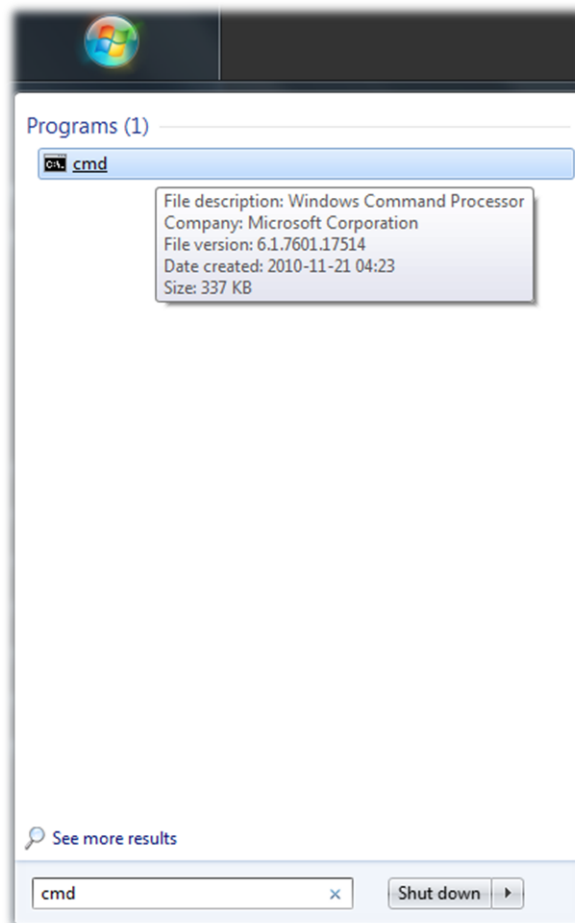 Programs (1)
C:\.
cmd
File description: Windows Command Processor
Company: Microsoft Corporation
File version: 6.1.7601.17514
Date created: 2010-11-21 04:23
Size: 337 KB
See more results
cmd
Shut down